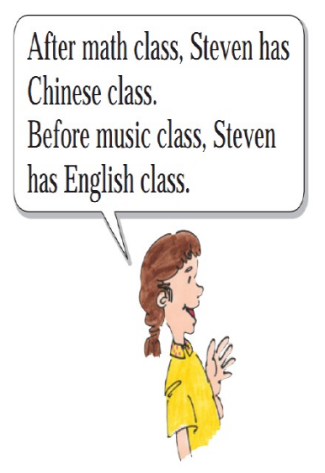 After math class, Steven has
Chinese class.
Before music class, Steven
has English class.